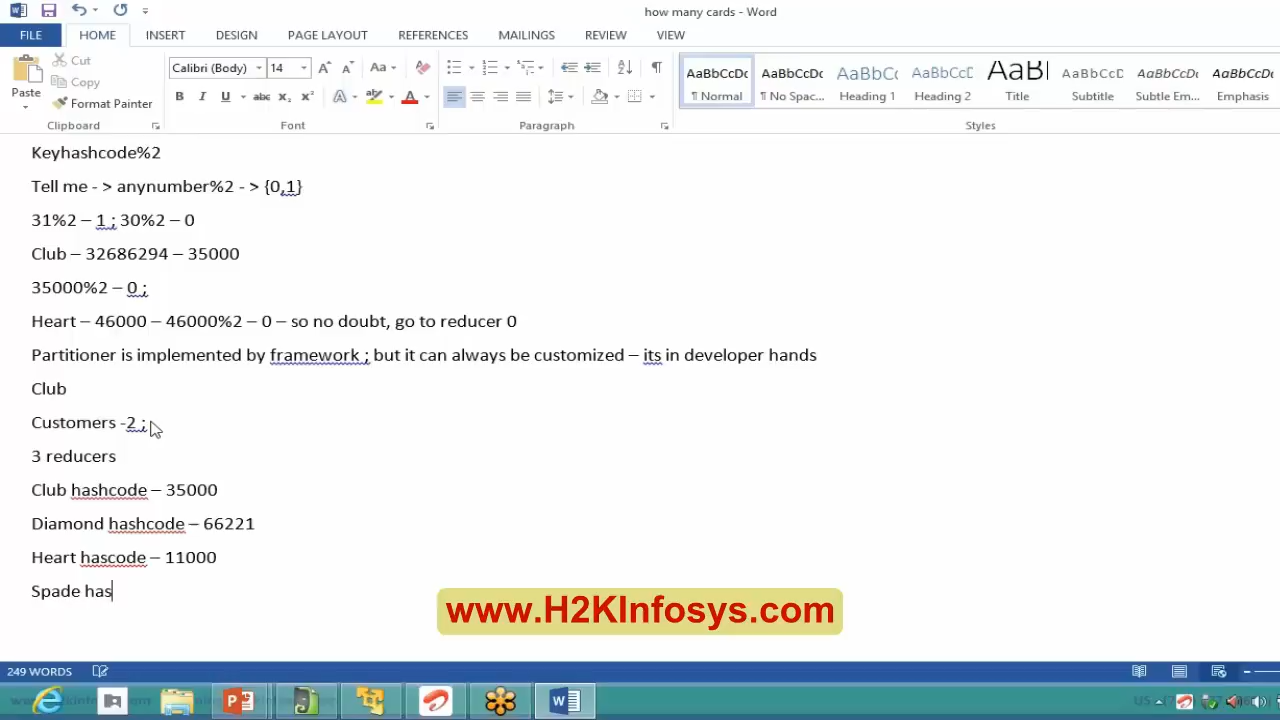 how many cards - Word
FILE HOME INSERT DESIGN PAGE LAYOUT REFERENCES MAILINGS REVIEW VIEW
Paste Cut Copy Format Painter
Calibri (Body) 14
AaBbCcDc AaBbCcDc AaBbC AaBbCcD AaBl AaBbCcD AaBbCcDc AaBbCcDc
¶ Normal ¶ No Spac... Heading 1 Heading 2 Title Subtitle Subtle Em... Emphasis
Clipboard Font Paragraph Styles
Keyhashcode%2
Tell me - > anynumber%2 - > {0,1}
31%2 – 1 ; 30%2 – 0
Club – 32686294 – 35000
35000%2 – 0 ;
Heart – 46000 – 46000%2 – 0 – so no doubt, go to reducer 0
Partitioner is implemented by framework ; but it can always be customized – its in developer hands
Club
Customers -2 ;
3 reducers
Club hashcode – 35000
Diamond hashcode – 66221
Heart hascode – 11000
Spade has
www.H2KInfosys.com
249 WORDS